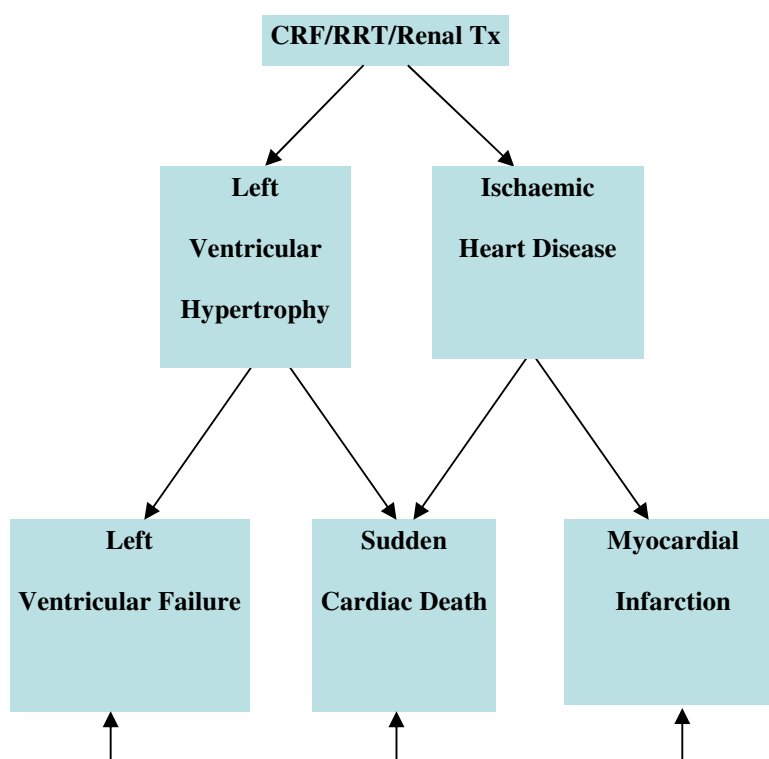 CRF/RRT/Renal Tx
Left
Ventricular
Hypertrophy
Ischaemic
Heart Disease
Left
Ventricular Failure
Sudden
Cardiac Death
Myocardial
Infarction